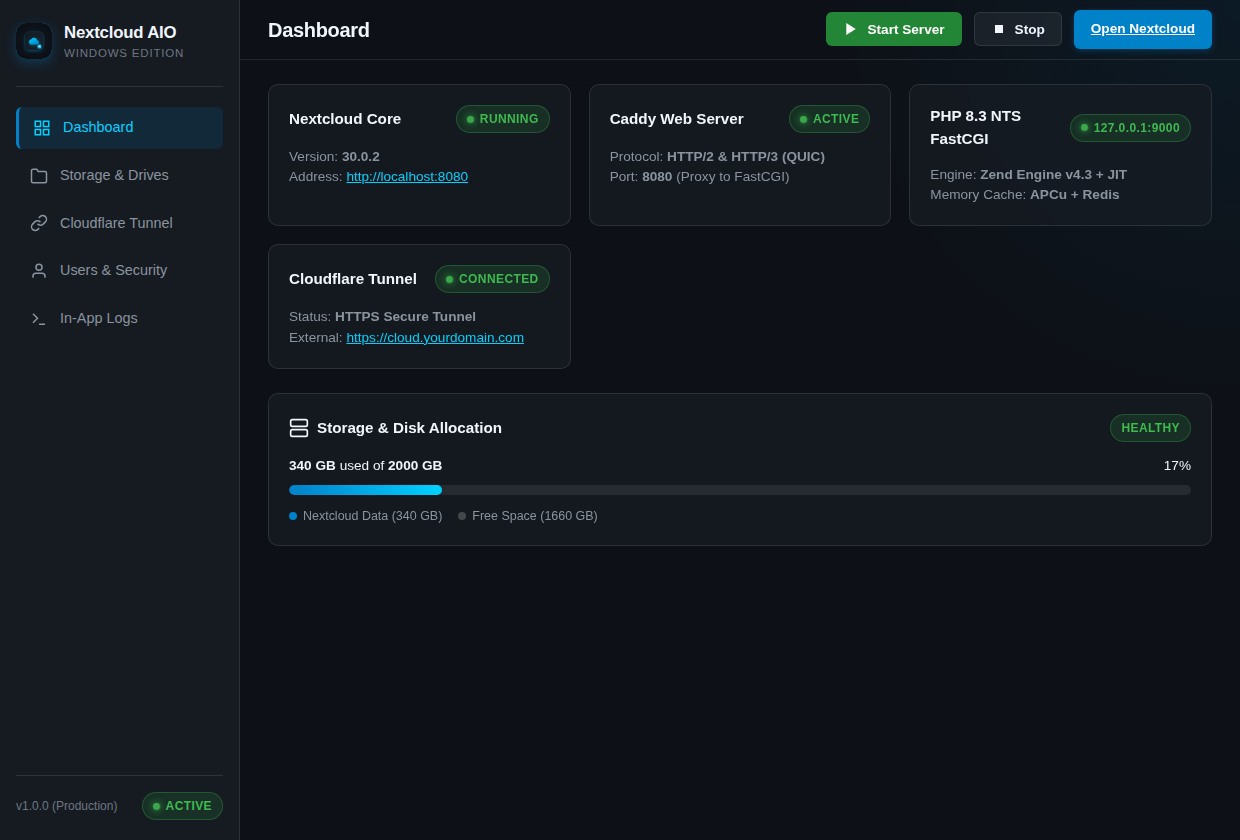 Nextcloud AIO
WINDOWS EDITION
Dashboard
Storage & Drives
Cloudflare Tunnel
Users & Security
In-App Logs
v1.0.0 (Production)
ACTIVE
Dashboard
Start Server
Stop
Open Nextcloud
Nextcloud Core
RUNNING
Version: 30.0.2
Address: http://localhost:8080
Caddy Web Server
ACTIVE
Protocol: HTTP/2 & HTTP/3 (QUIC)
Port: 8080 (Proxy to FastCGI)
PHP 8.3 NTS
FastCGI
127.0.0.1:9000
Engine: Zend Engine v4.3 + JIT
Memory Cache: APCu + Redis
Cloudflare Tunnel
CONNECTED
Status: HTTPS Secure Tunnel
External: https://cloud.yourdomain.com
Storage & Disk Allocation
HEALTHY
340 GB used of 2000 GB
17%
Nextcloud Data (340 GB)
Free Space (1660 GB)